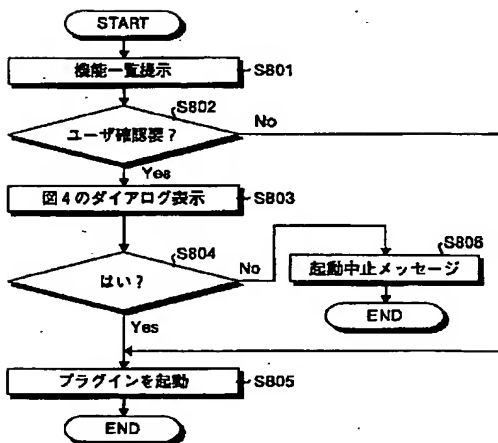 START
機能一覧提示
S801
S802
ユーザ確認要?
No
Yes
図4のダイアログ表示
S803
S804
はい?
No
S806
起動中止メッセージ
END
Yes
プラグインを起動
S805
END